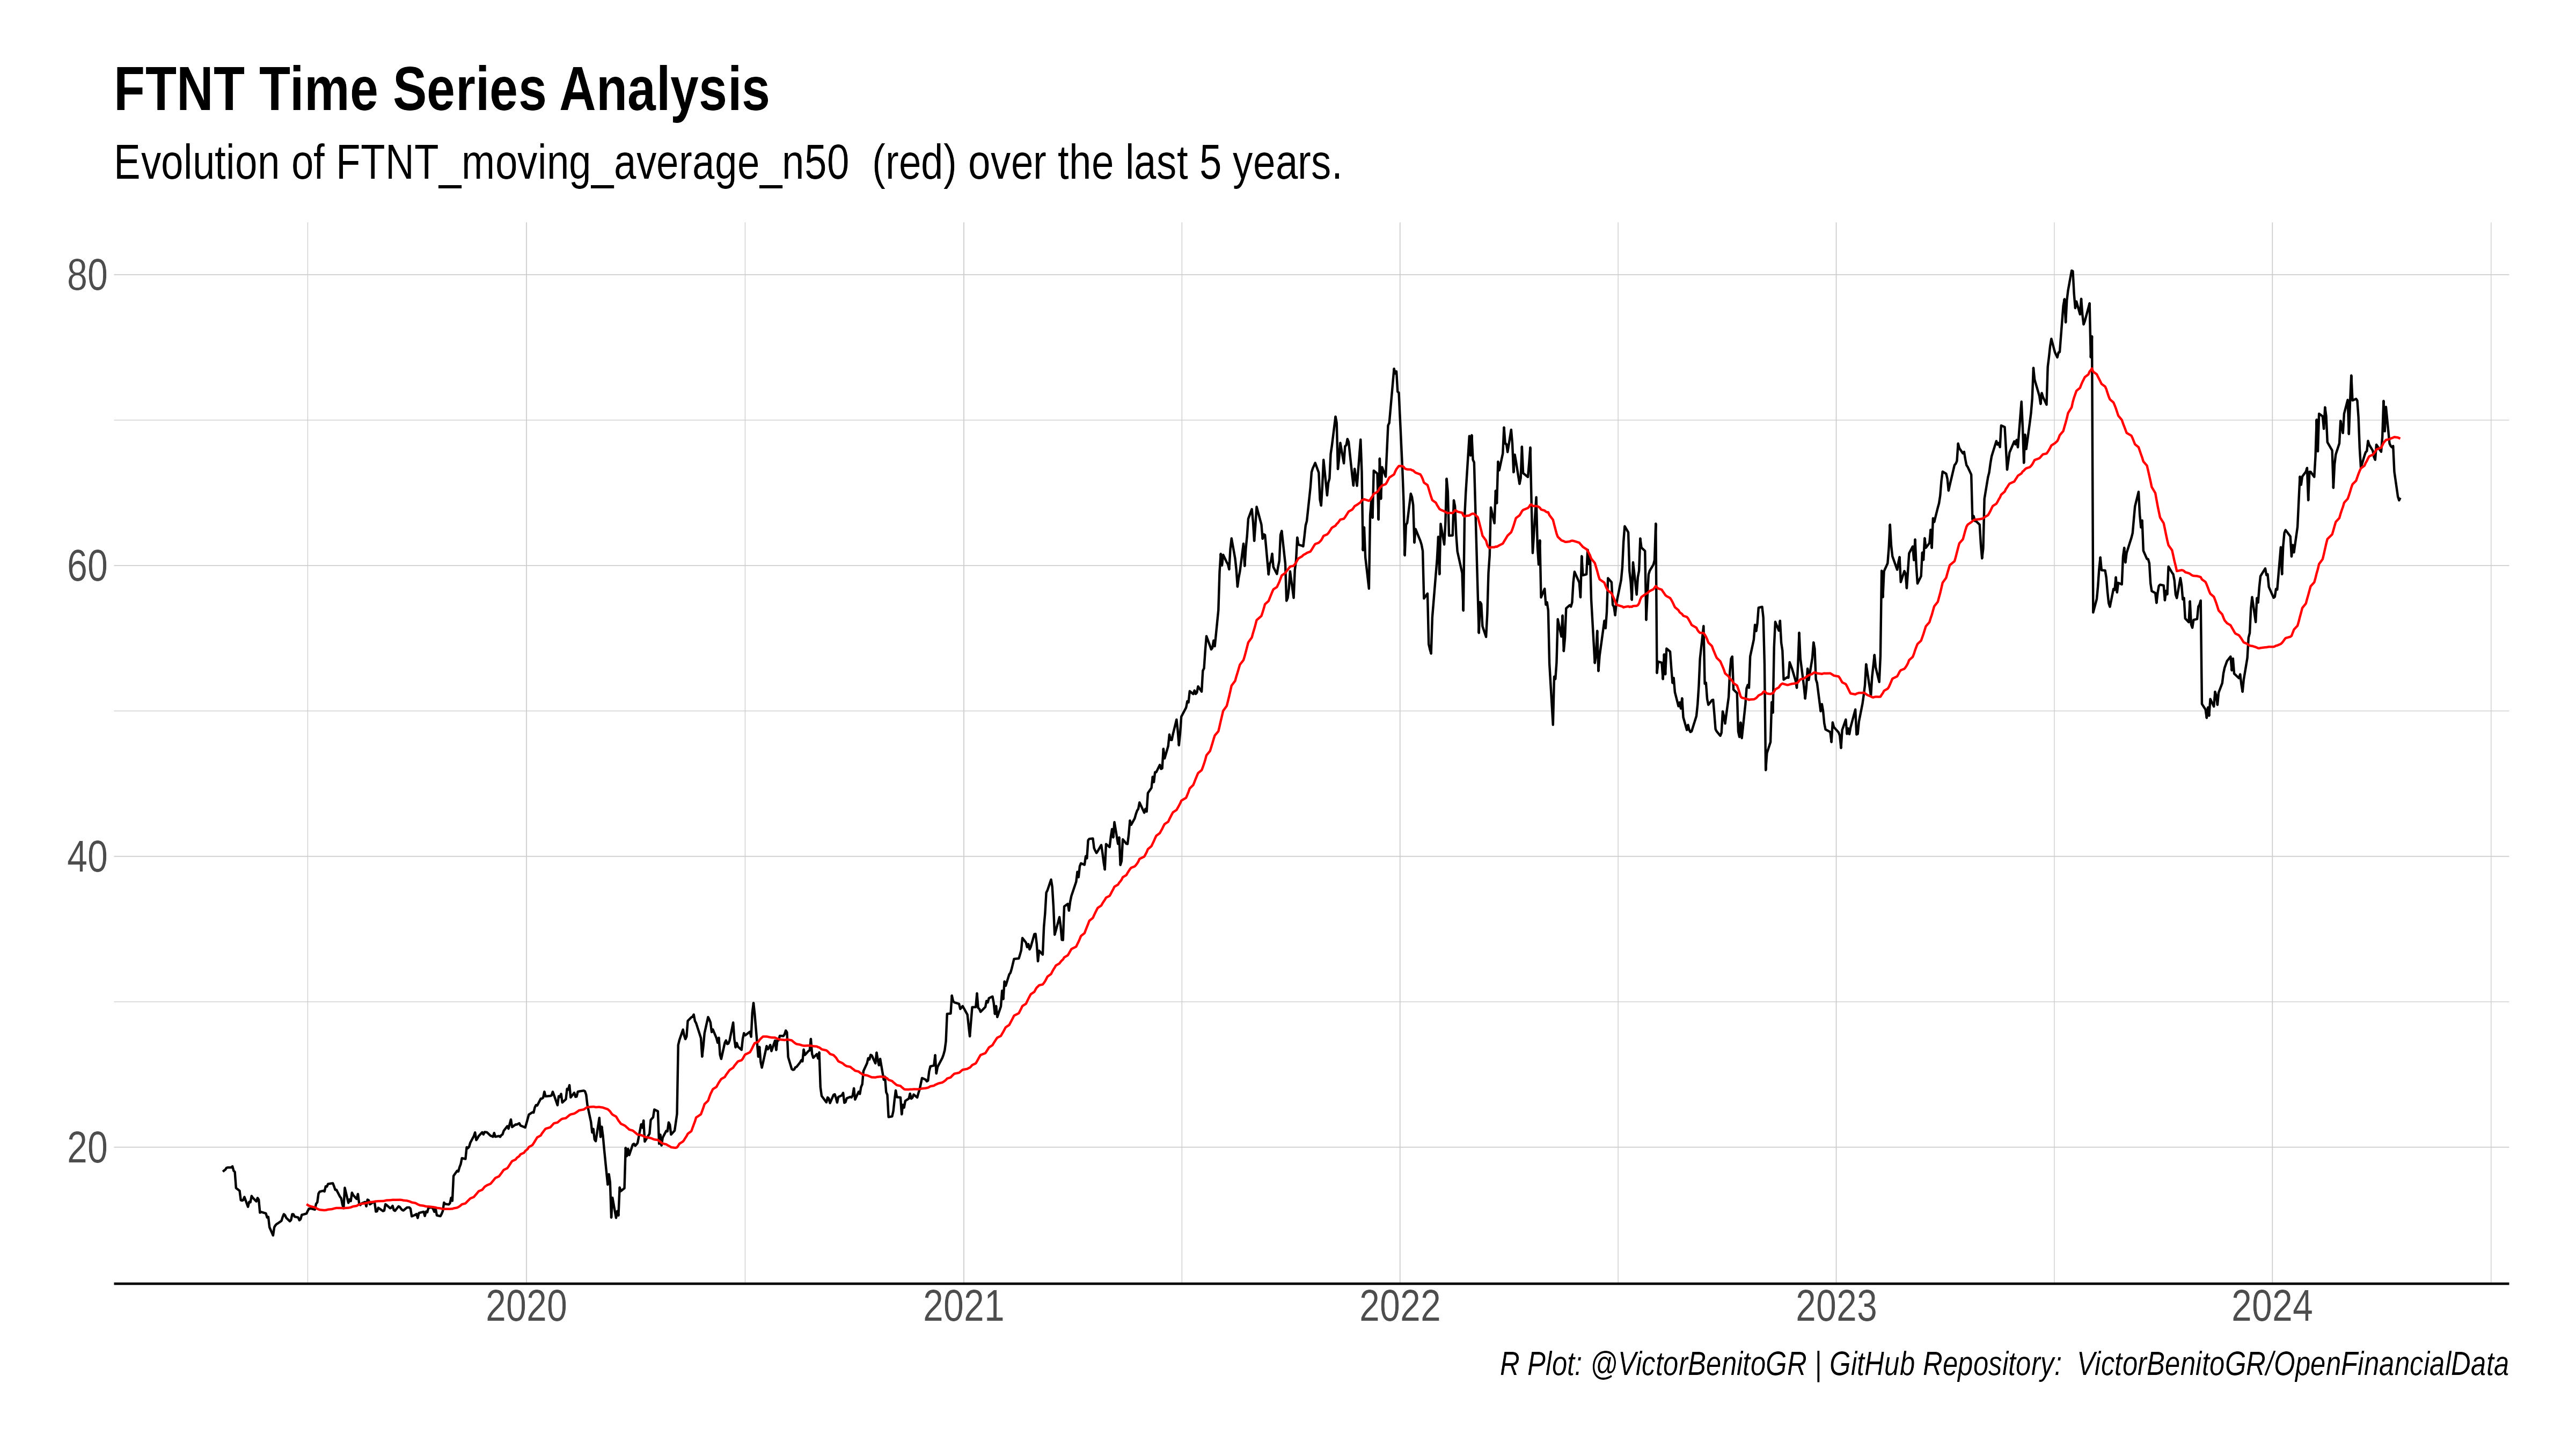 FTNT Time Series Analysis
Evolution of FTNT_moving_average_n50  (red) over the last 5 years.
80
60
40
20
2020 2021 2022 2023 2024
R Plot: @VictorBenitoGR | GitHub Repository:  VictorBenitoGR/OpenFinancialData